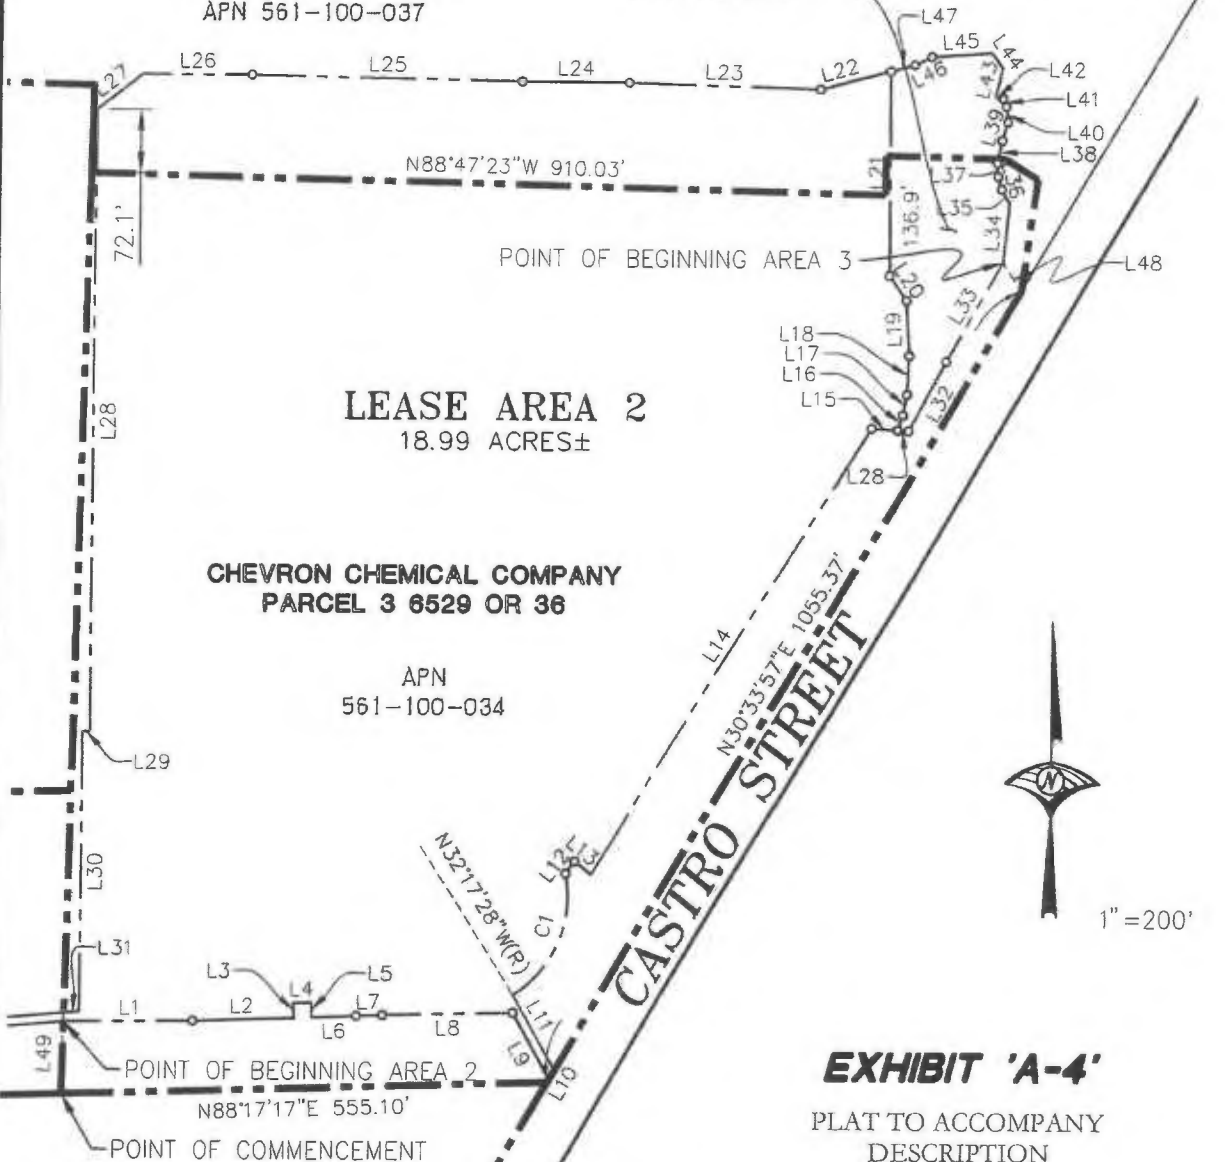 APN 561-100-037
L47
L45
L44
L27
L26
L25
L24
L23
L22
L46
L43
L42
L41
L40
L39
L38
L37
36
L35
L34
N88°47'23"W 910.03'
L21
136.9'
72.1'
POINT OF BEGINNING AREA 3
L48
L20
L33
L19
L18
L17
L16
L15
L32
L28
LEASE AREA 2
18.99 ACRES±
L28
CHEVRON CHEMICAL COMPANY
PARCEL 3 6529 OR 36
APN
561-100-034
L14
N30°33'57"E 1055.37'
CASTRO STREET
L29
L30
L12
L13
N32°17'28"W(R)
C1
N
1"=200'
L31
L3
L4
L5
L1
L2
L6
L7
L8
L11
L9
L10
L49
POINT OF BEGINNING AREA 2
N88°17'17"E 555.10'
POINT OF COMMENCEMENT
EXHIBIT 'A-4'
PLAT TO ACCOMPANY
DESCRIPTION